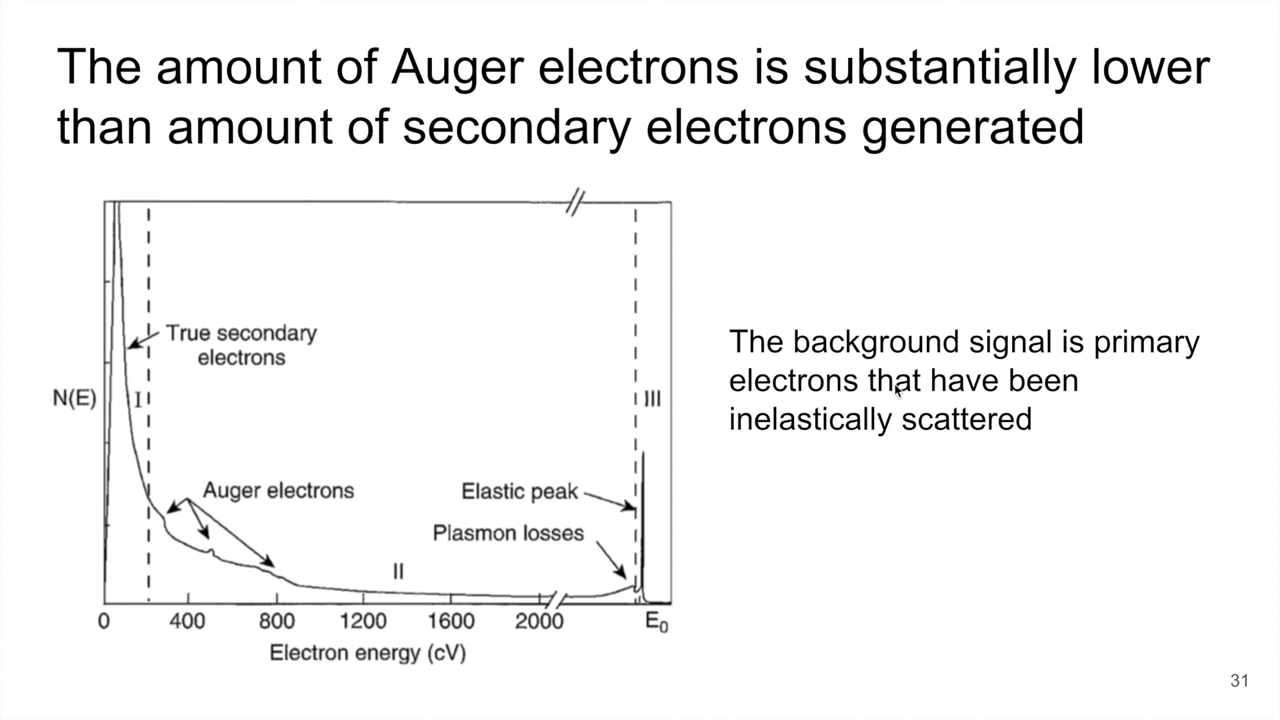 The amount of Auger electrons is substantially lower
than amount of secondary electrons generated
True secondary
electrons
N(E)
I
III
Auger electrons
Elastic peak
Plasmon losses
II
0 400 800 1200 1600 2000 E0
Electron energy (cV)
The background signal is primary
electrons that have been
inelastically scattered
31